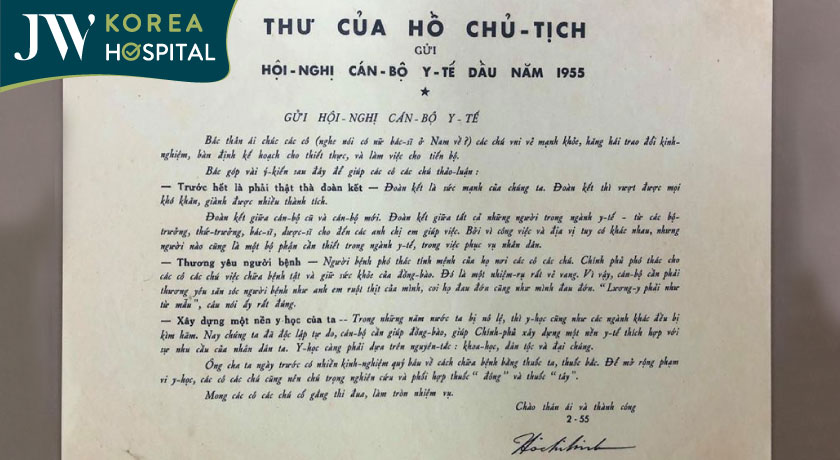 JW KOREA
HOSPITAL
THƯ CỦA HỒ CHỦ-TỊCH
GỬI
HỘI-NGHỊ CÁN-BỘ Y-TẾ DẦU NĂM 1955
GỬI HỘI-NGHỊ CÁN-BỘ Y-TẾ
Bác thân ái chúc các cô (nghe nói có nữ bác-sĩ ở Nam về?) các chú vui vẻ mạnh khỏe, hăng hái trao đổi kinh-
nghiệm, bàn định kế hoạch cho thiết thực, và làm việc cho tiến bộ.
Bác góp vài ý-kiến sau đây để giúp các cô các chú thảo-luận:
— Trước hết là phải thật thà đoàn kết — Đoàn kết là sức mạnh của chúng ta. Đoàn kết thì vượt được mọi
khó khăn, giành được nhiều thành tích.
Đoàn kết giữa cán-bộ cũ và cán-bộ mới. Đoàn kết giữa tất cả những người trong ngành y-tế - từ các bộ-
trưởng, thứ-trưởng, bác-sĩ, dược-sĩ cho đến các anh chị em giúp việc. Bởi vì công việc và địa vị tuy có khác nhau, nhưng
người nào cũng là một bộ phận cần thiết trong ngành y-tế, trong việc phục vụ nhân dân.
— Thương yêu người bệnh — Người bệnh phó thác tính mệnh của họ nơi các cô các chú. Chính phủ phó thác cho
các cô các chú việc chữa bệnh tật và giữ sức khỏe của đồng-bào. Đó là một nhiệm-vụ rất vẻ vang. Vì vậy, cán-bộ cần phải
thương yêu săn sóc người bệnh như anh em ruột thịt của mình, coi họ đau đớn cũng như mình đau đớn. “Lương-y phải như
từ mẫu”, câu nói ấy rất đúng.
— Xây dựng một nền y-học của ta -- Trong những năm nước ta bị nô lệ, thì y-học cũng như các ngành khác đều bị
kìm hãm. Nay chúng ta đã độc lập tự do, cán-bộ cần giúp đồng-bào, giúp Chính-phủ xây dựng một nền y-tế thích hợp với
tự nhu cầu của nhân dân ta. Y-học càng phải dựa trên nguyên-tắc: khoa-học, dân tộc và đại chúng.
Ông cha ta ngày trước có nhiều kinh-nghiệm quý báu về cách chữa bệnh bằng thuốc ta, thuốc bắc. Để mở rộng phạm
vi y-học, các cô các chú cũng nên chú trọng nghiên cứu và phối hợp thuốc “đông” và thuốc “tây”.
Mong các cô các chú cố gắng thi đua, làm tròn nhiệm vụ.
Chào thân ái và thành công
2 - 55
Hồ Chí Minh